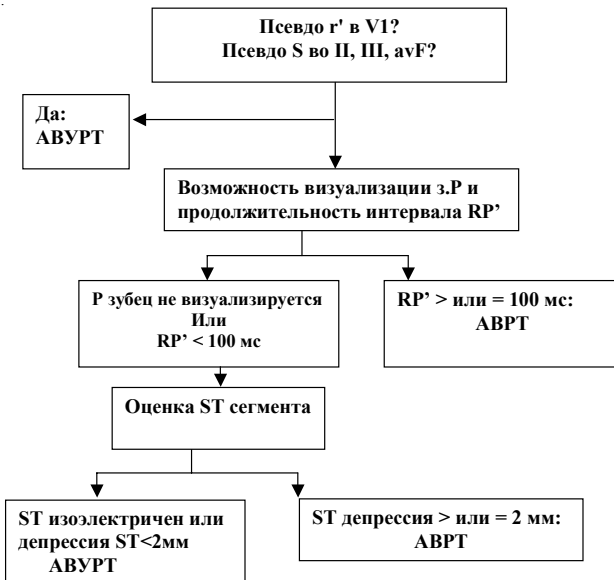 Псевдо r' в V1?
Псевдо S во II, III, avF?
Да:
АВУРТ
Возможность визуализации з.Р и
продолжительность интервала RP’
Р зубец не визуализируется
Или
RP’ < 100 мс
RP’ > или = 100 мс:
АВРТ
Оценка ST сегмента
ST изоэлектричен или
депрессия ST<2мм
АВУРТ
ST депрессия > или = 2 мм:
АВРТ